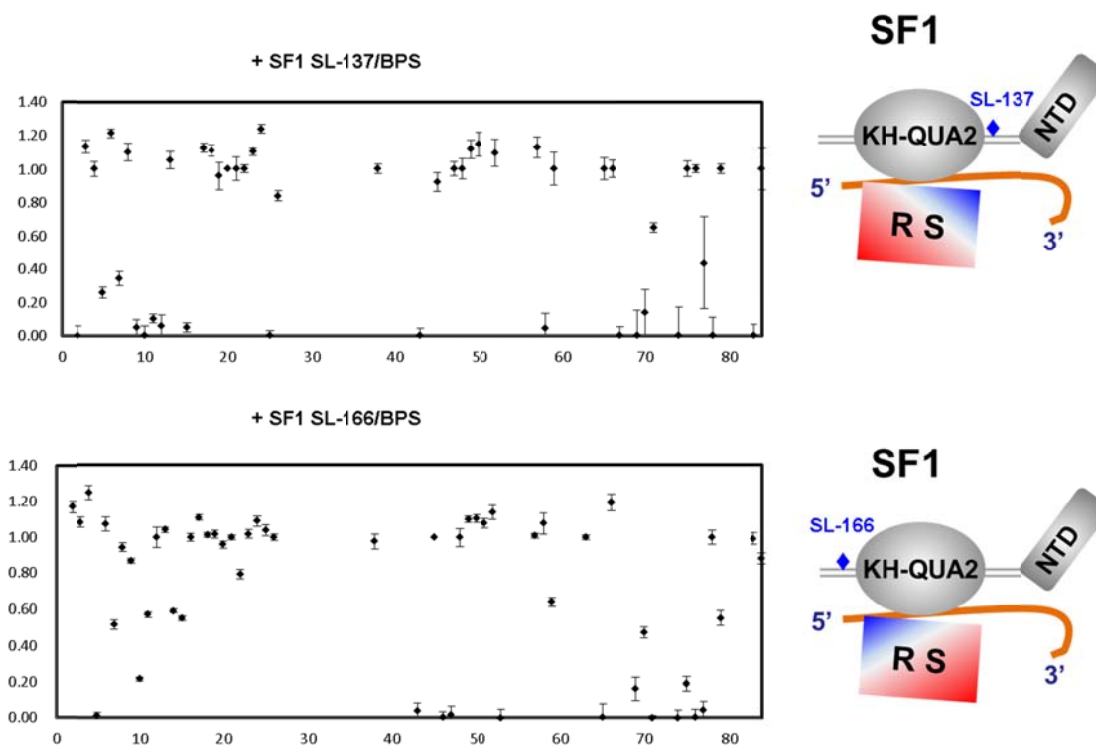 + SF1 SL-137/BPS
1.40
1.20
1.00
0.80
0.60
0.40
0.20
0.00
0 10 20 30 40 50 60 70 80
SF1
SL-137
NTD
KH-QUA2
5'
R S
3'
+ SF1 SL-166/BPS
1.40
1.20
1.00
0.80
0.60
0.40
0.20
0.00
0 10 20 30 40 50 60 70 80
SF1
SL-166
NTD
KH-QUA2
5'
R S
3'